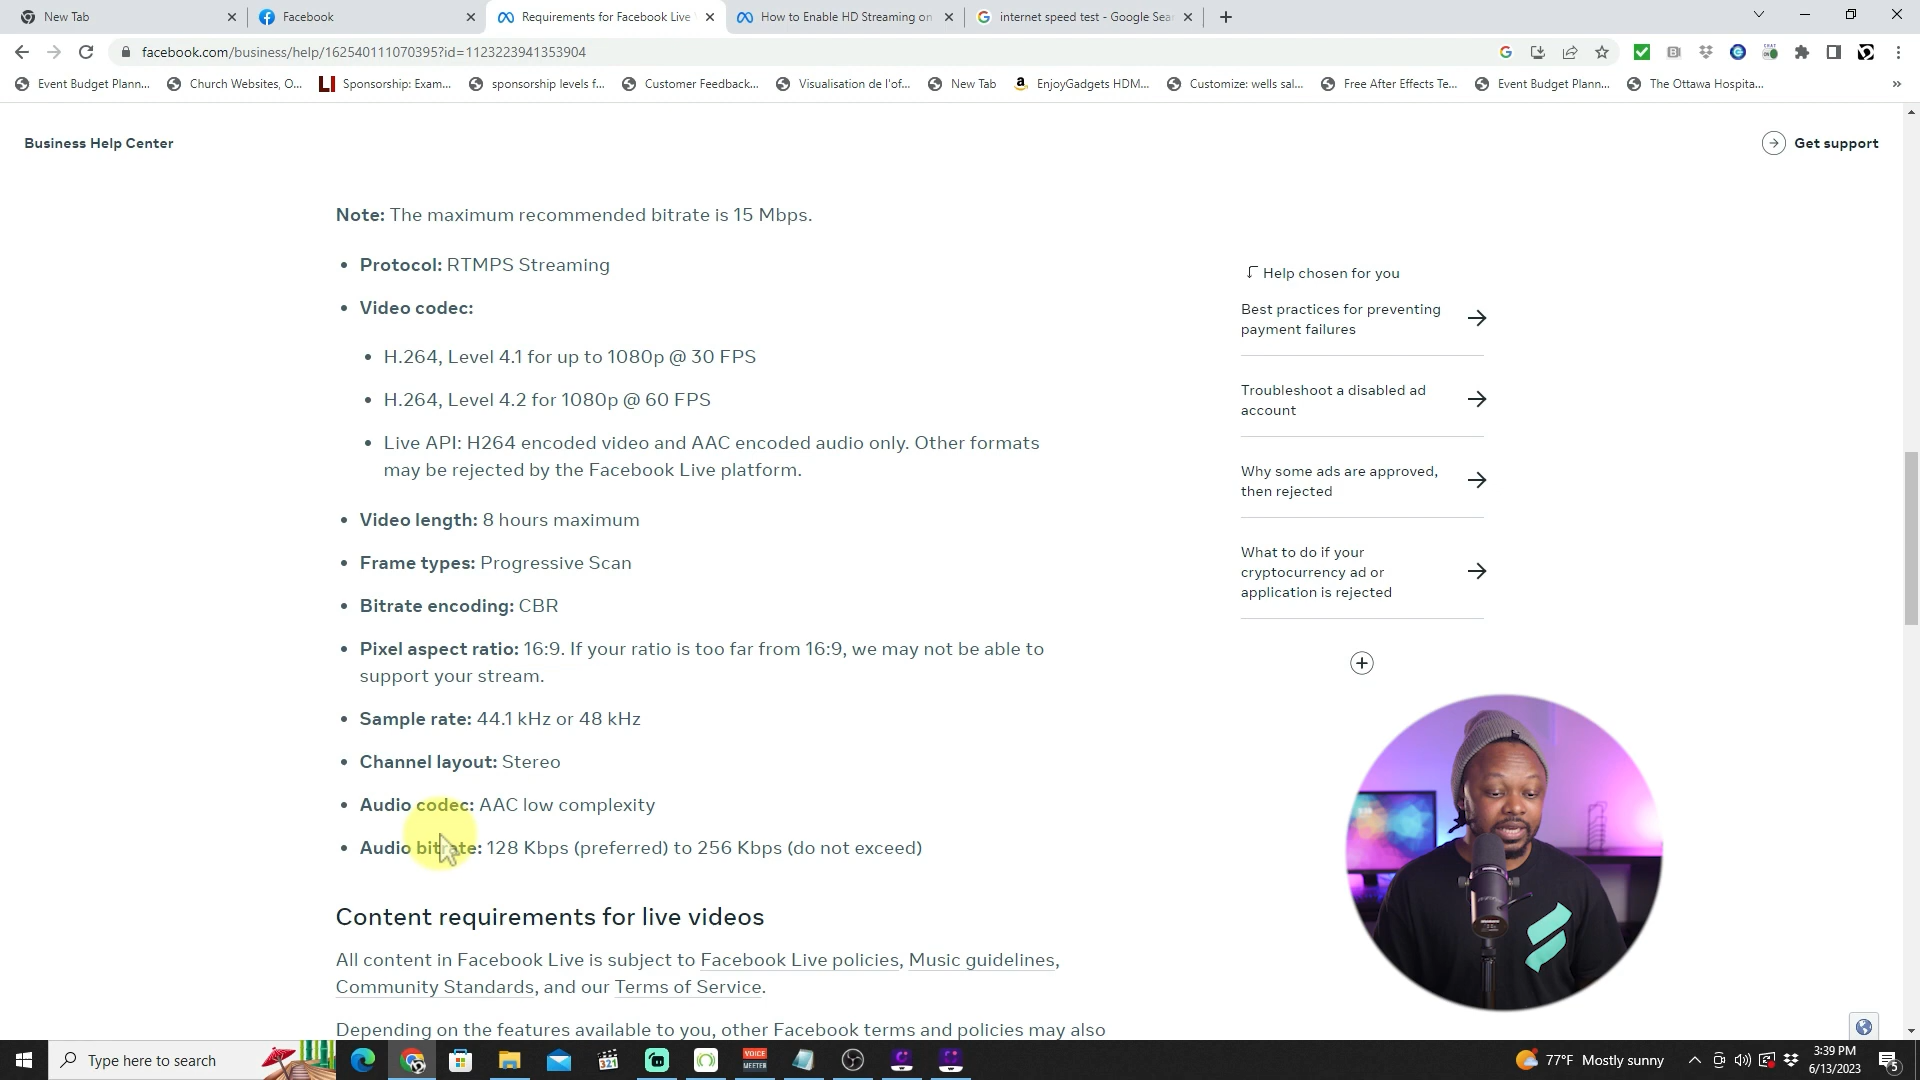 New Tab
Facebook
Requirements for Facebook Live
How to Enable HD Streaming on
internet speed test - Google Sea
facebook.com/business/help/162540111070395?id=1123223941353904
Event Budget Plann...
Church Websites, O...
Sponsorship: Exam...
sponsorship levels f...
Customer Feedback...
Visualisation de l'of...
New Tab
EnjoyGadgets HDM...
Customize: wells sal...
Free After Effects Te...
Event Budget Plann...
The Ottawa Hospita...
Business Help Center
Get support
Note: The maximum recommended bitrate is 15 Mbps.
• Protocol: RTMPS Streaming
• Video codec:
• H.264, Level 4.1 for up to 1080p @ 30 FPS
• H.264, Level 4.2 for 1080p @ 60 FPS
• Live API: H264 encoded video and AAC encoded audio only. Other formats
may be rejected by the Facebook Live platform.
• Video length: 8 hours maximum
• Frame types: Progressive Scan
• Bitrate encoding: CBR
• Pixel aspect ratio: 16:9. If your ratio is too far from 16:9, we may not be able to
support your stream.
• Sample rate: 44.1 kHz or 48 kHz
• Channel layout: Stereo
• Audio codec: AAC low complexity
• Audio bitrate: 128 Kbps (preferred) to 256 Kbps (do not exceed)
Content requirements for live videos
All content in Facebook Live is subject to Facebook Live policies, Music guidelines,
Community Standards, and our Terms of Service.
Depending on the features available to you, other Facebook terms and policies may also
Help chosen for you
Best practices for preventing
payment failures
Troubleshoot a disabled ad
account
Why some ads are approved,
then rejected
What to do if your
cryptocurrency ad or
application is rejected
Type here to search
321
VOICE
MEETER
77°F Mostly sunny
3:39 PM
6/13/2023
5